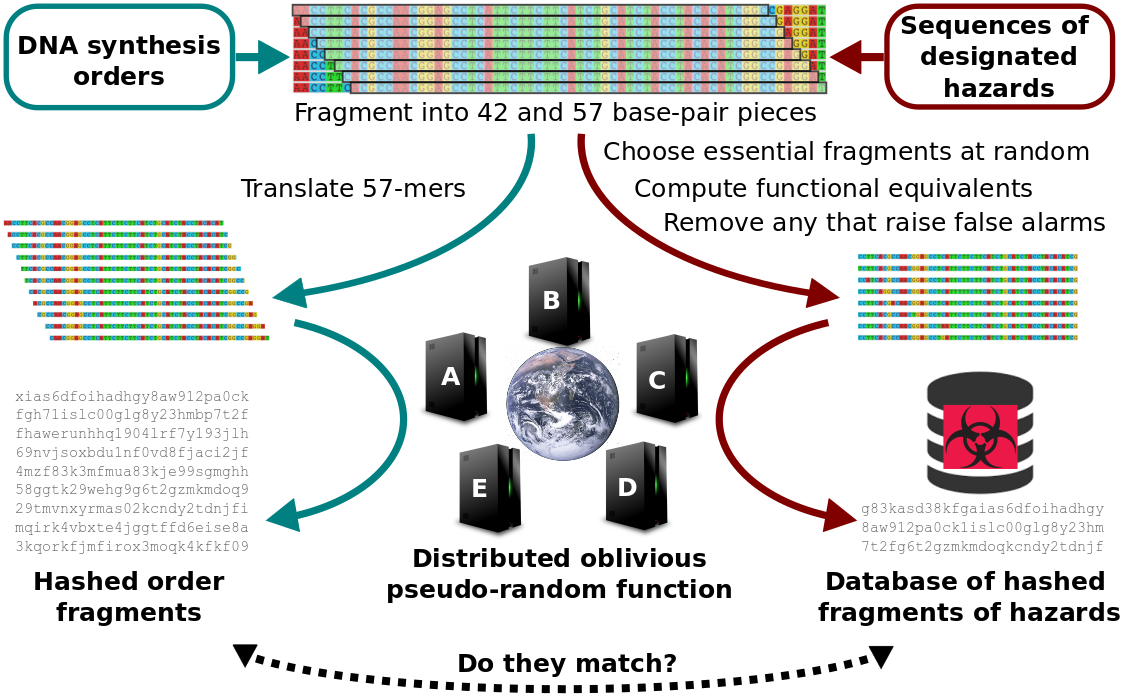 DNA synthesis
orders
Sequences of
designated
hazards
Fragment into 42 and 57 base-pair pieces
Translate 57-mers
Choose essential fragments at random
Compute functional equivalents
Remove any that raise false alarms
B
A
C
E
D
xias6dfoihadhgy8aw912pa0ck
fgh71islc00glg8y23hmbp7t2f
fhawerunhhq1904lrf7y193jlh
69nvjsoxbdu1nf0vd8fjaci2jf
4mzf83k3mfmua83kje99sgmghh
58ggtk29wehg9g6t2gzmkmdoq9
29tmvnxyrmas02kcndy2tdnjfi
mqirk4vbxte4jggtffd6eise8a
3kqorkfjmfirox3moqk4kfkf09
g83kasd38kfgaias6dfoihadhgy
8aw912pa0ck1islc00glg8y23hm
7t2fg6t2gzmkmdoqkcndy2tdnjf
Hashed order
fragments
Distributed oblivious
pseudo-random function
Database of hashed
fragments of hazards
Do they match?